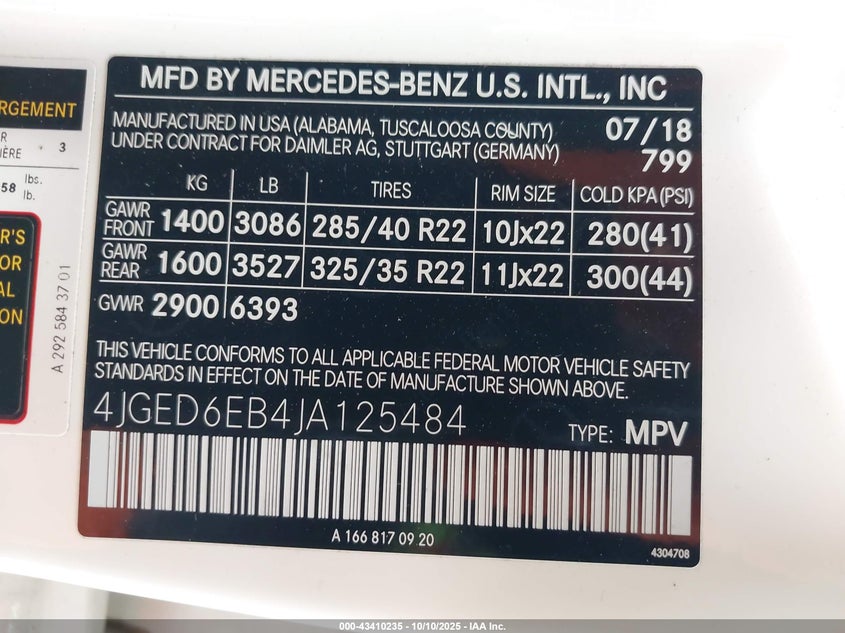 RGEMENT
R
IÈRE 3
58 lbs.
lb.
R'S
OR
AL
ON
A 292 584 37 01
MFD BY MERCEDES-BENZ U.S. INTL., INC
MANUFACTURED IN USA (ALABAMA, TUSCALOOSA COUNTY) 07/18
UNDER CONTRACT FOR DAIMLER AG, STUTTGART (GERMANY) 799
KG LB TIRES RIM SIZE COLD KPA (PSI)
GAWR FRONT 1400 3086 285/40 R22 10Jx22 280(41)
GAWR REAR 1600 3527 325/35 R22 11Jx22 300(44)
GVWR 2900 6393
THIS VEHICLE CONFORMS TO ALL APPLICABLE FEDERAL MOTOR VEHICLE SAFETY
STANDARDS IN EFFECT ON THE DATE OF MANUFACTURE SHOWN ABOVE.
4JGED6EB4JA125484 TYPE: MPV
A 166 817 09 20
4304708
000-43410235 - 10/10/2025 - IAA Inc.